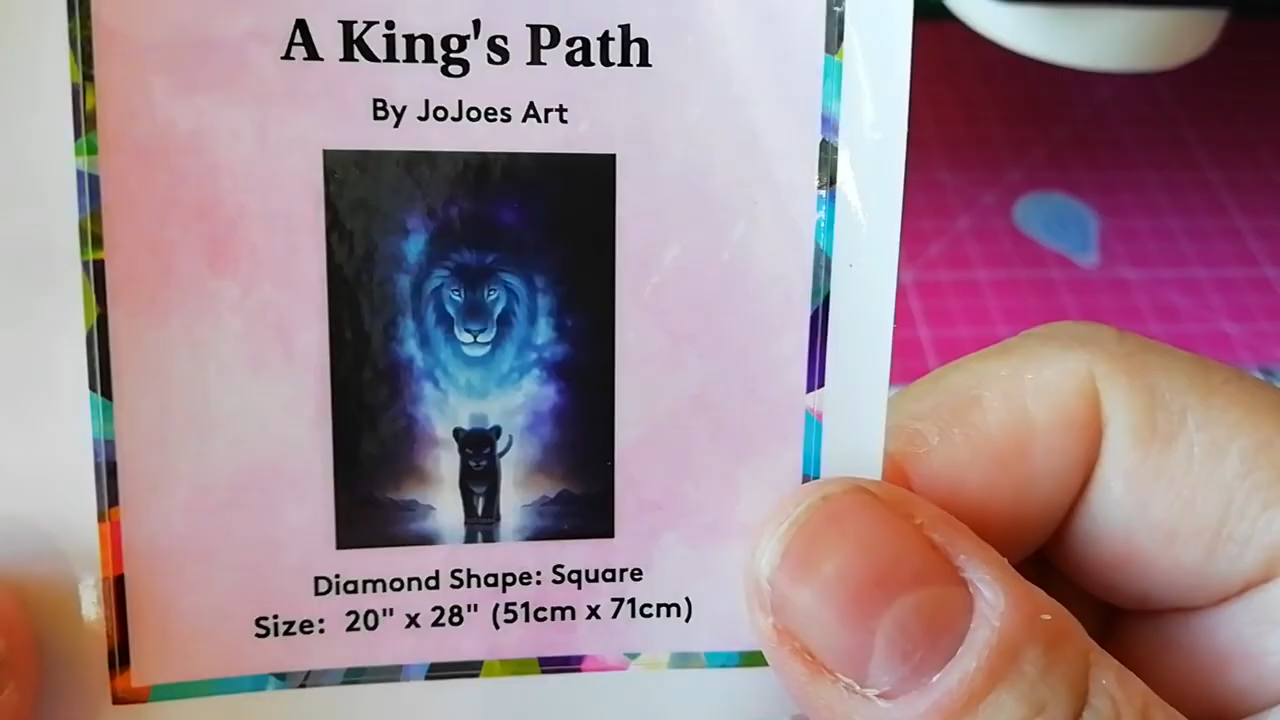 A King's Path
By JoJoes Art
Diamond Shape: Square
Size: 20" x 28" (51cm x 71cm)